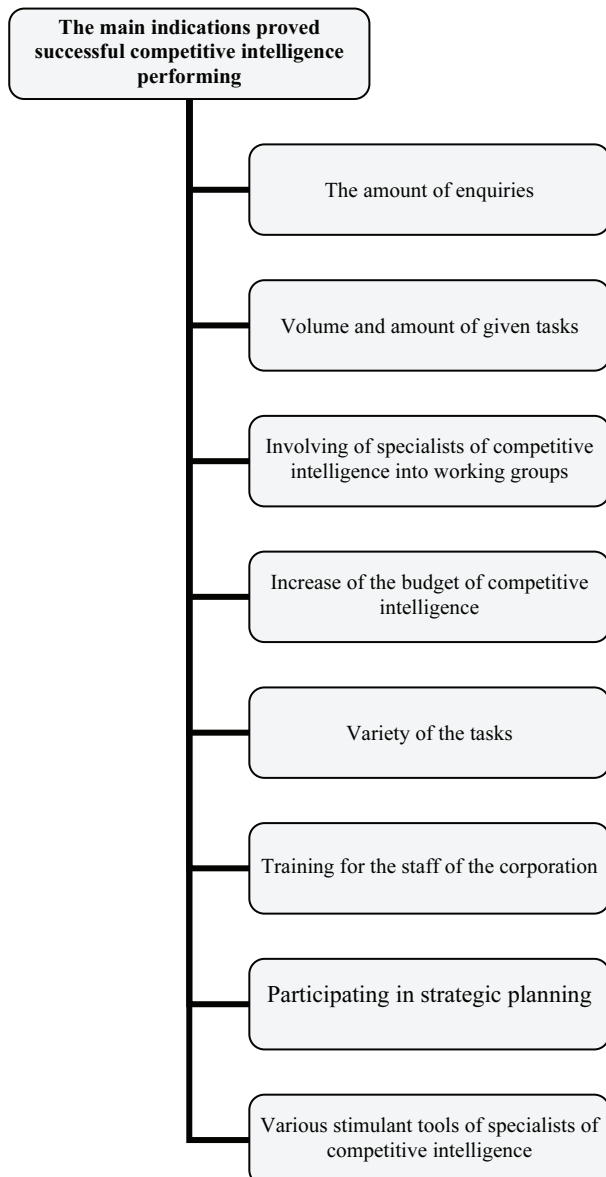 The main indications proved
successful competitive intelligence
performing
The amount of enquiries
Volume and amount of given tasks
Involving of specialists of competitive
intelligence into working groups
Increase of the budget of competitive
intelligence
Variety of the tasks
Training for the staff of the corporation
Participating in strategic planning
Various stimulant tools of specialists of
competitive intelligence